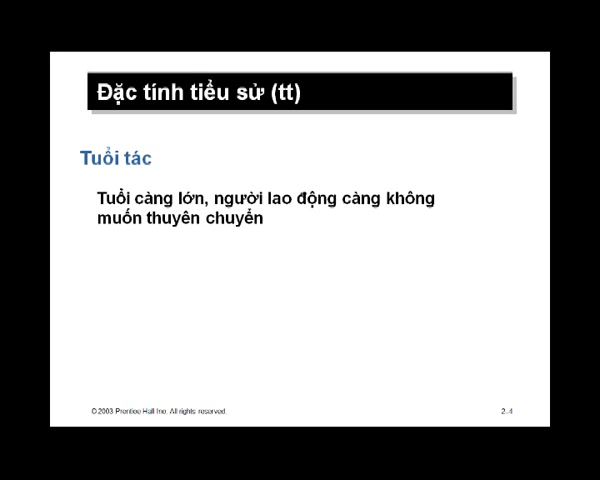 Đặc tính tiểu sử (tt)
Tuổi tác
Tuổi càng lớn, người lao động càng không
muốn thuyên chuyển
© 2003 Prentice Hall Inc. All rights reserved.
2-4